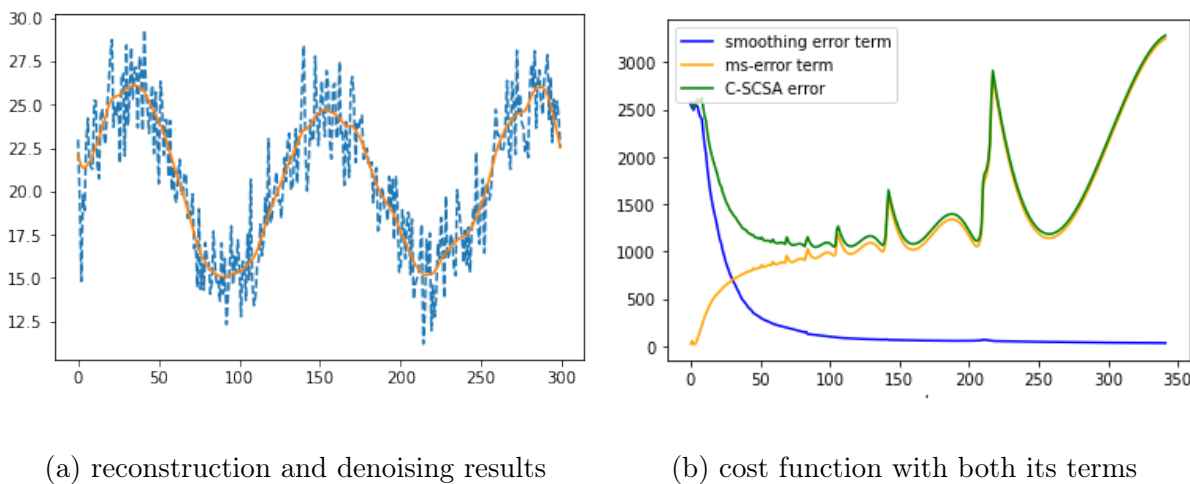 30.0
27.5
25.0
22.5
20.0
17.5
15.0
12.5
0 50 100 150 200 250 300
smoothing error term
ms-error term
C-SCSA error
3000
2500
2000
1500
1000
500
0
0 50 100 150 200 250 300 350
(a) reconstruction and denoising results
(b) cost function with both its terms